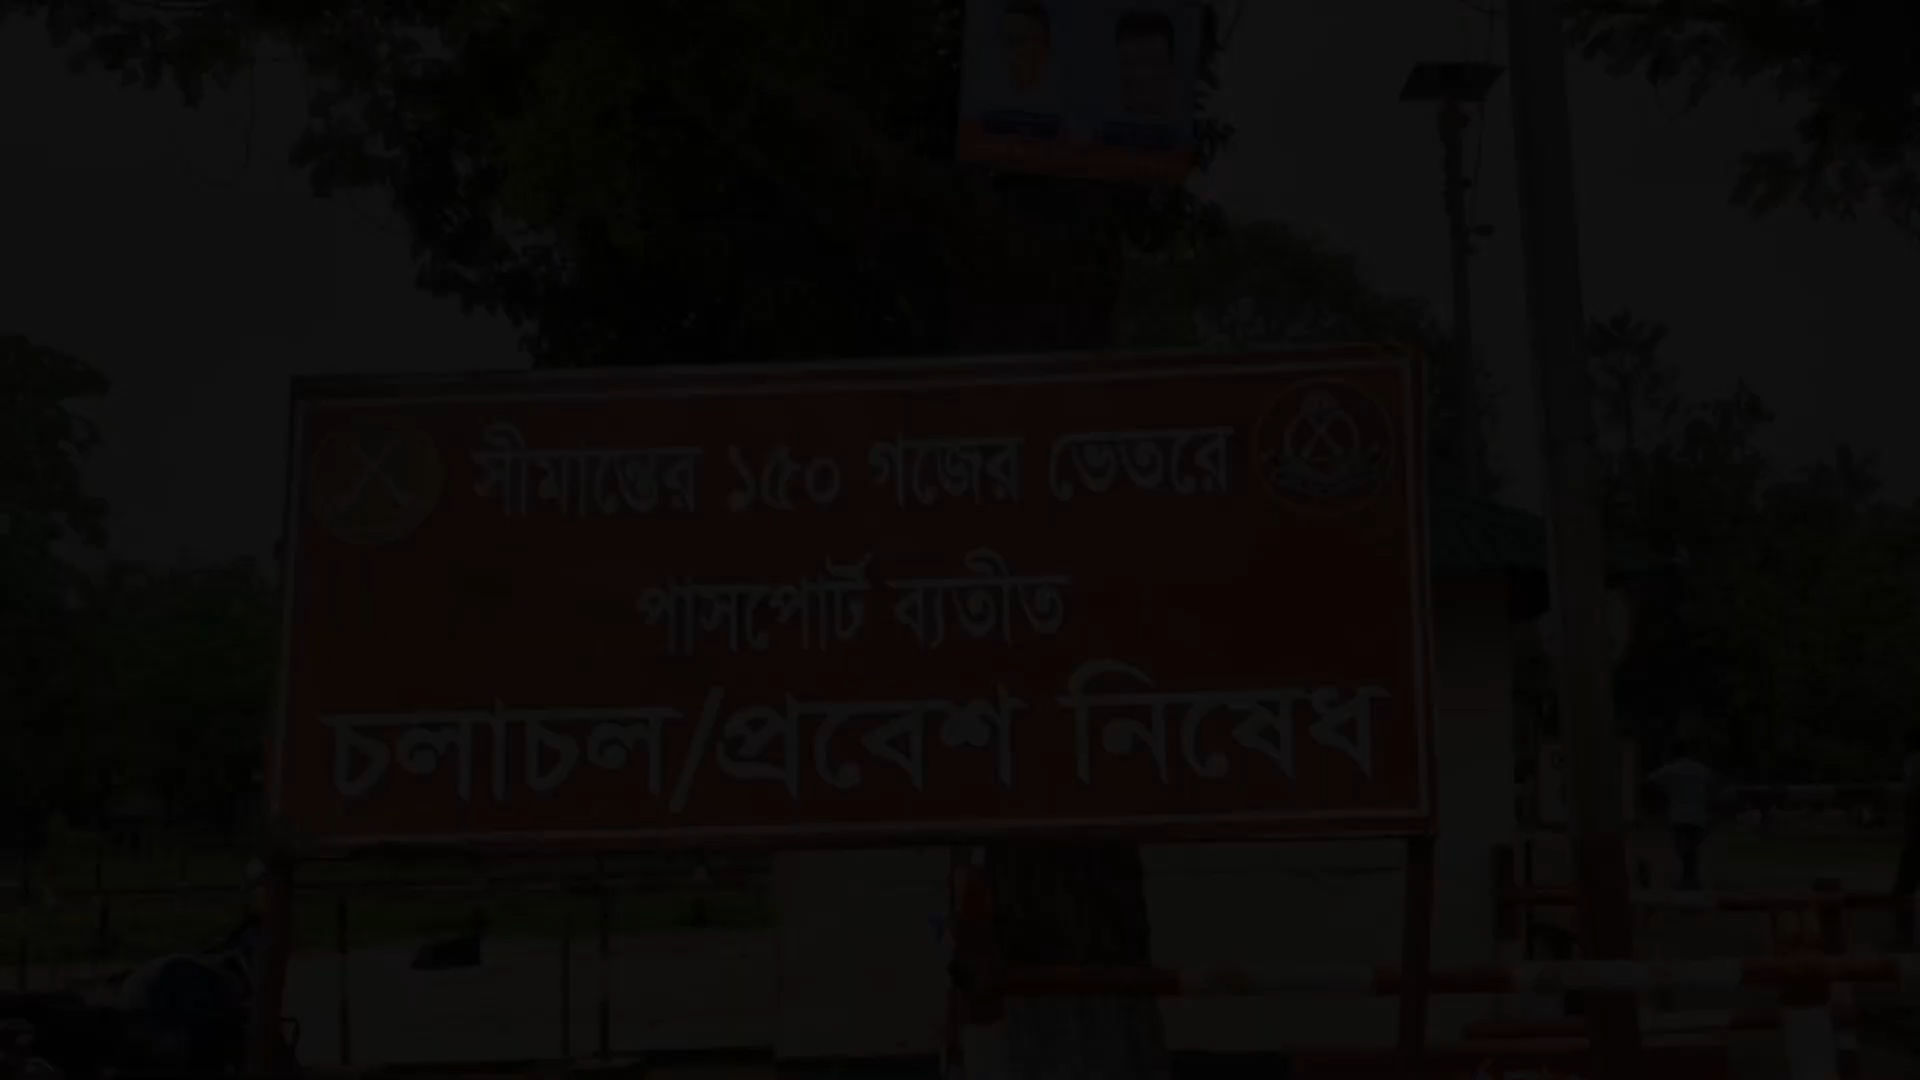 সীমান্তের ১৫০ গজের ভেতরে
পাসপোর্ট ব্যতীত
চলাচল/প্রবেশ নিষেধ